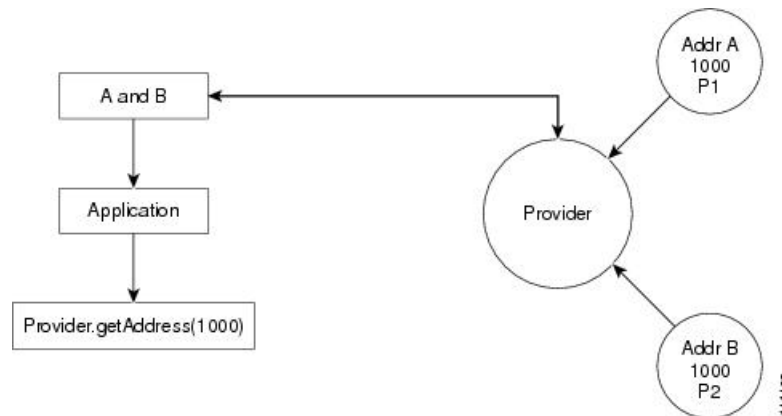 Addr A
1000
P1
A and B
Application
Provider
Provider.getAddress(1000)
Addr B
1000
P2